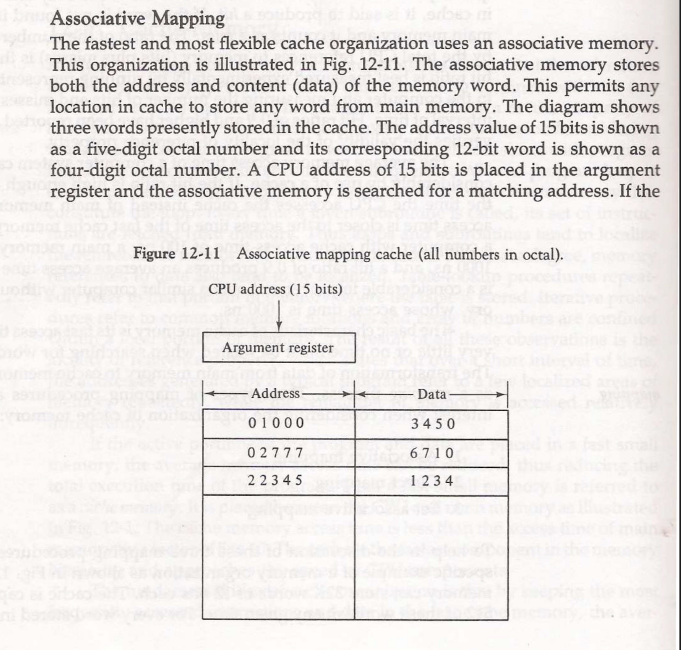 Associative Mapping
The fastest and most flexible cache organization uses an associative memory.
This organization is illustrated in Fig. 12-11. The associative memory stores
both the address and content (data) of the memory word. This permits any
location in cache to store any word from main memory. The diagram shows
three words presently stored in the cache. The address value of 15 bits is shown
as a five-digit octal number and its corresponding 12-bit word is shown as a
four-digit octal number. A CPU address of 15 bits is placed in the argument
register and the associative memory is searched for a matching address. If the
Figure 12-11 Associative mapping cache (all numbers in octal).
CPU address (15 bits)
Argument register
Address Data
0 1 0 0 0 3 4 5 0
0 2 7 7 7 6 7 1 0
2 2 3 4 5 1 2 3 4